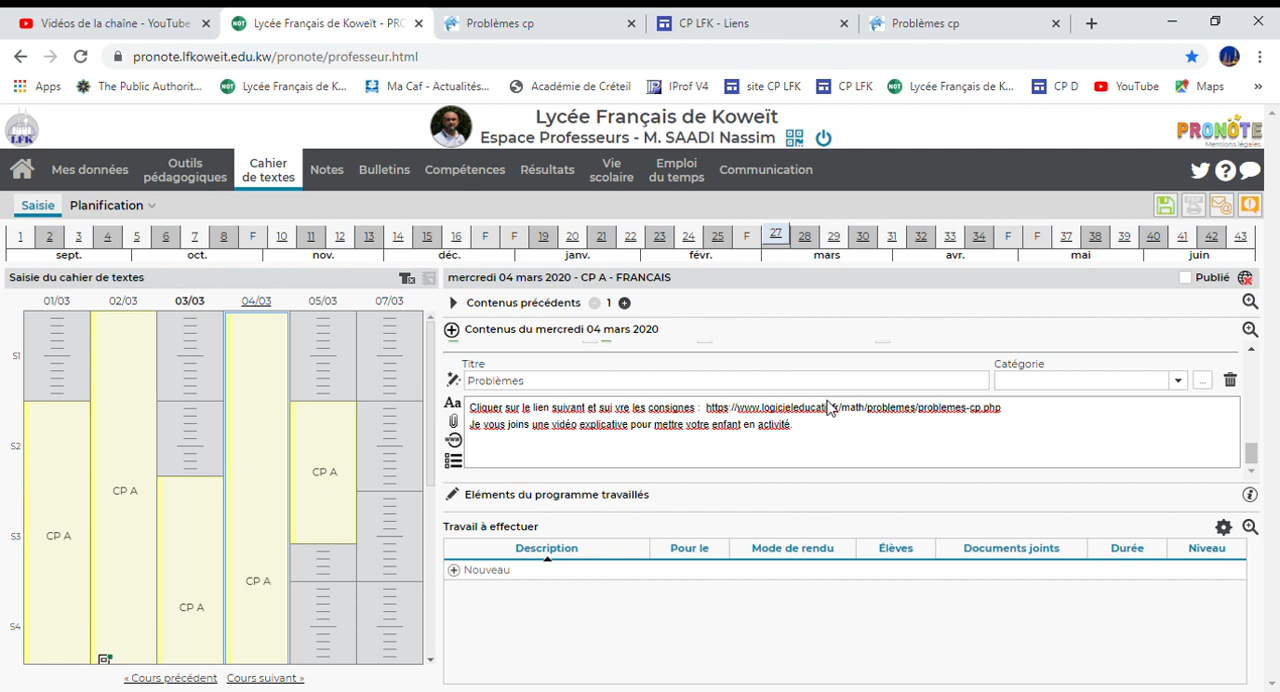 Vidéos de la chaîne - YouTube
Lycée Français de Koweït - PRO
Problèmes cp
CP LFK - Liens
Problèmes cp
pronote.lfkoweit.edu.kw/pronote/professeur.html
Apps
The Public Authorit...
Lycée Français de K...
Ma Caf - Actualités...
Académie de Créteil
IProf V4
site CP LFK
CP LFK
Lycée Français de K...
CP D
YouTube
Maps
»
LFK
Lycée Français de Koweït
Espace Professeurs - M. SAADI Nassim
PRONOTE
Mentions légales
Mes données
Outils pédagogiques
Cahier de textes
Notes
Bulletins
Compétences
Résultats
Vie scolaire
Emploi du temps
Communication
Saisie
Planification
1 2 3 4 5 6 7 8 F 10 11 12 13 14 15 16 F F 19 20 21 22 23 24 25 F 27 28 29 30 31 32 33 34 F F 37 38 39 40 41 42 43
sept. oct. nov. déc. janv. févr. mars avr. mai juin
Saisie du cahier de textes
mercredi 04 mars 2020 - CP A - FRANCAIS
Publié
01/03 02/03 03/03 04/03 05/03 07/03
Contenus précédents 1
Contenus du mercredi 04 mars 2020
Titre
Catégorie
Problèmes
...
Aa
Cliquer sur le lien suivant et sui vre les consignes : https://www.logicieleducatif.fr/math/problemes/problemes-cp.php
Je vous joins une vidéo explicative pour mettre votre enfant en activité.
www
S1
S2
S3
S4
CP A
CP A
CP A
CP A
CP A
Eléments du programme travaillés
Travail à effectuer
Description
Pour le
Mode de rendu
Élèves
Documents joints
Durée
Niveau
Nouveau
« Cours précédent
Cours suivant »